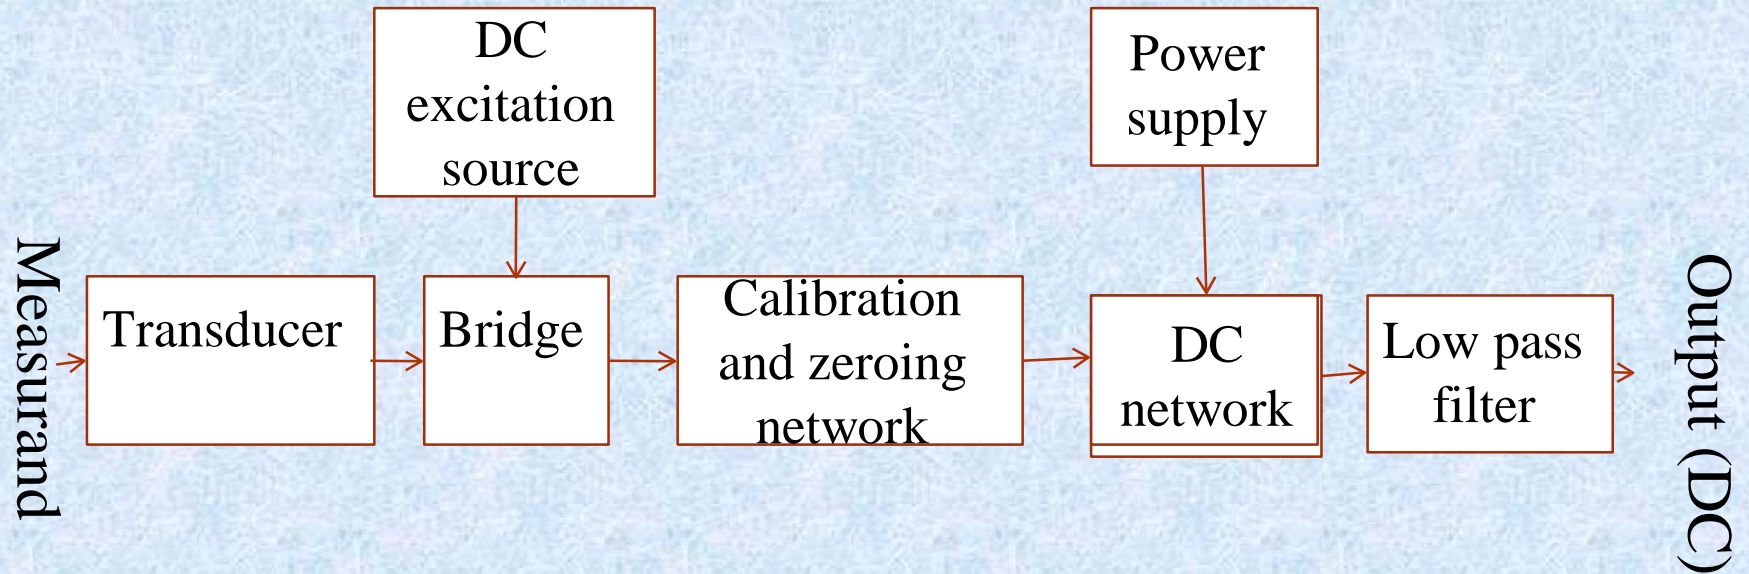 DC
excitation
source
Power
supply
Measurand
Transducer
Bridge
Calibration
and zeroing
network
DC
network
Low pass
filter
Output (DC)